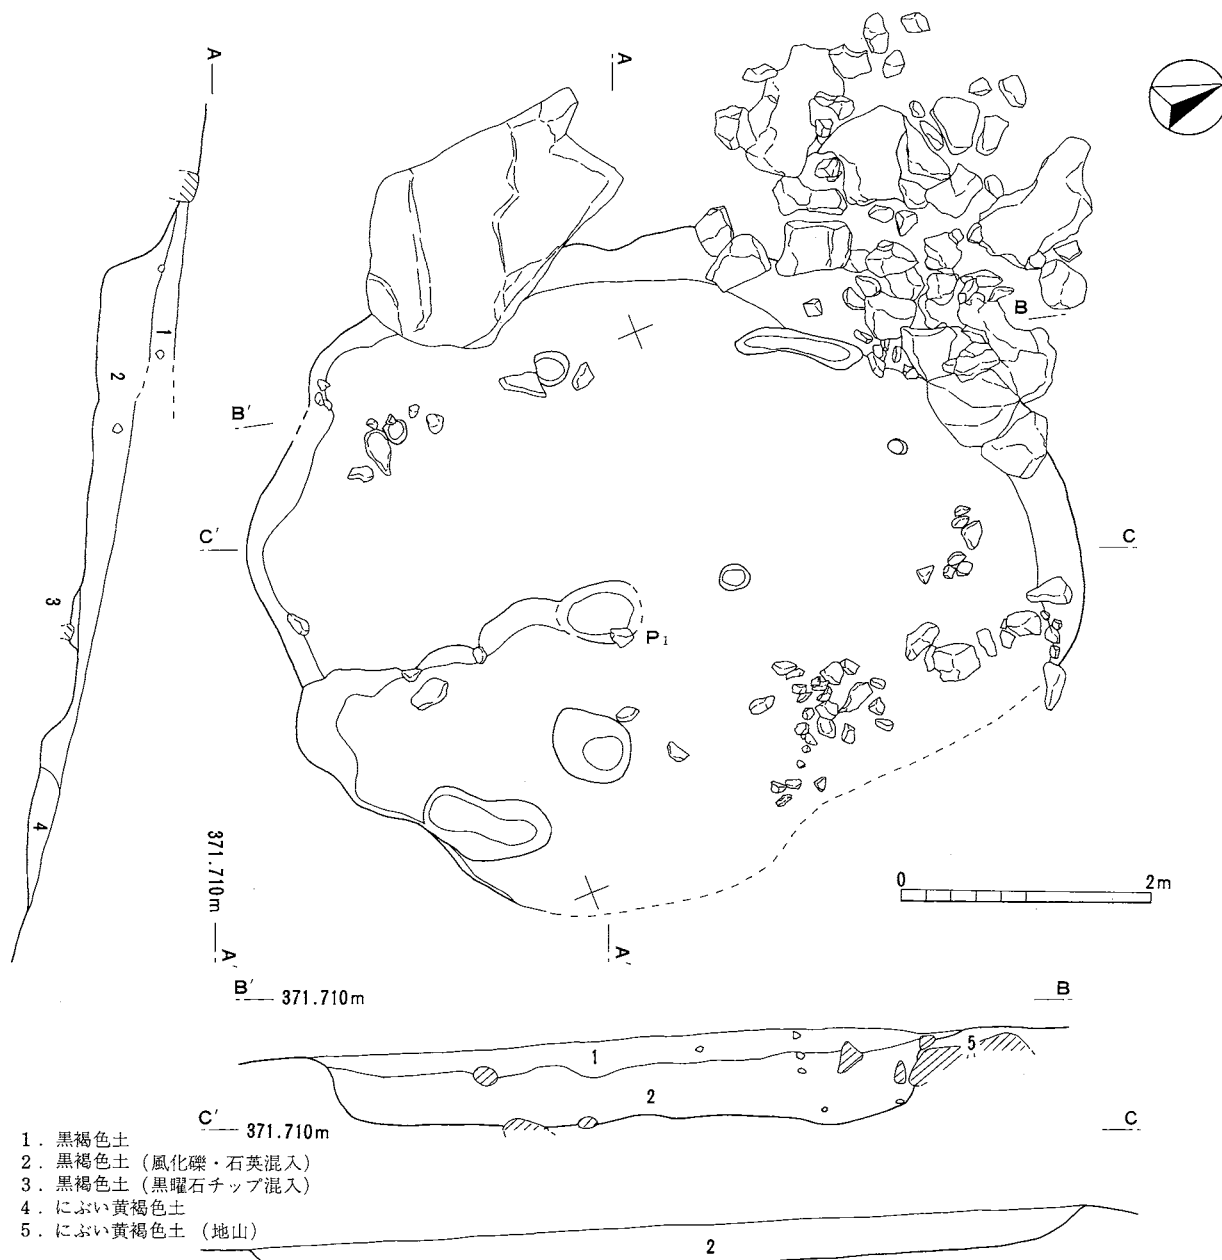 A
A
B
B'
C'
C
1
2
3
4
P1
371.710m
0 2m
A'
A'
B' 371.710m B
1
5
2
C' 371.710m C
1. 黒褐色土
2. 黒褐色土 (風化礫・石英混入)
3. 黒褐色土 (黒曜石チップ混入)
4. にぶい黄褐色土
5. にぶい黄褐色土 (地山)
2